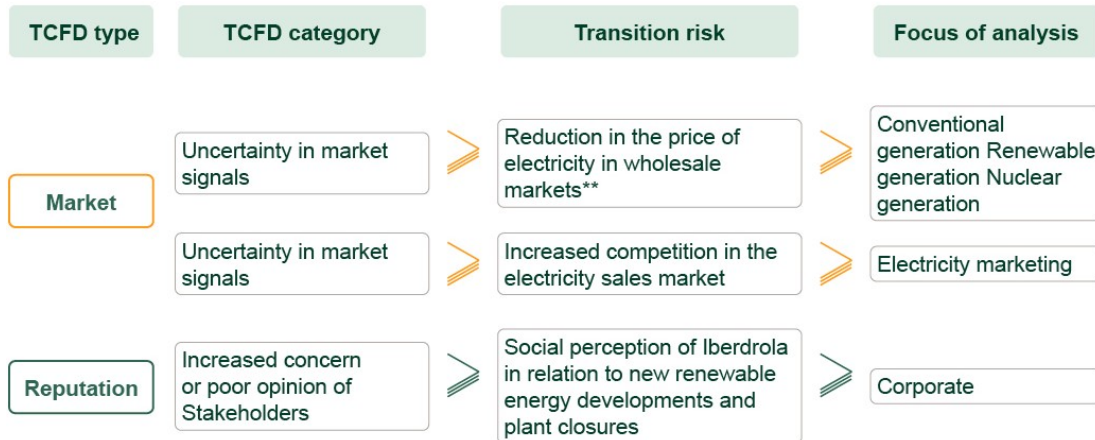 TCFD type
TCFD category
Transition risk
Focus of analysis
Market
Uncertainty in market
signals
Reduction in the price of
electricity in wholesale
markets**
Conventional
generation Renewable
generation Nuclear
generation
Uncertainty in market
signals
Increased competition in the
electricity sales market
Electricity marketing
Reputation
Increased concern
or poor opinion of
Stakeholders
Social perception of Iberdrola
in relation to new renewable
energy developments and
plant closures
Corporate